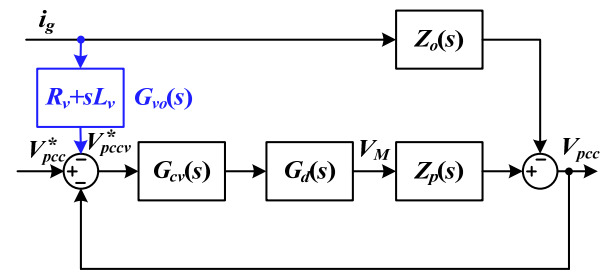 i_g
Z_o(s)
R_v+sL_v G_vo(s)
V*_pcc V*_pccv V_M V_pcc
G_cv(s) G_d(s) Z_p(s)
+ − − + −